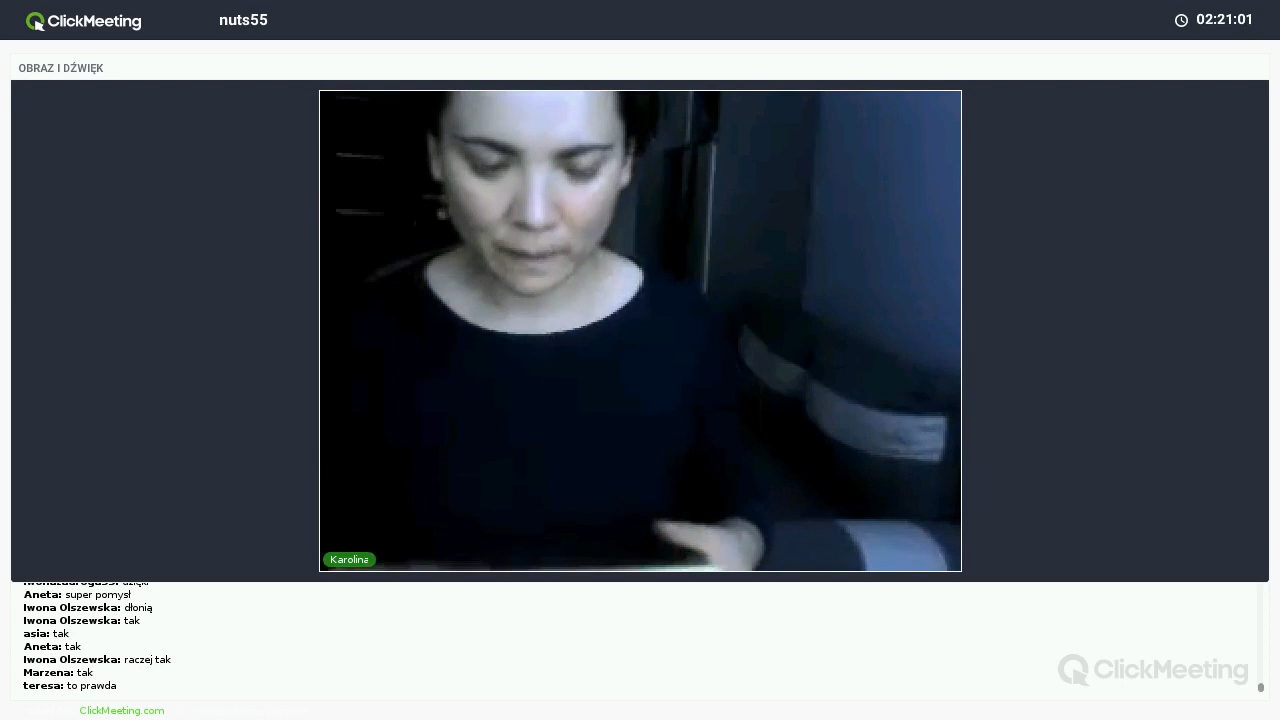 ClickMeeting
nuts55
02:21:01
OBRAZ I DŹWIĘK
Karolina
Aneta: super pomysł
Iwona Olszewska: dłonią
Iwona Olszewska: tak
asia: tak
Aneta: tak
Iwona Olszewska: raczej tak
Marzena: tak
teresa: to prawda
ClickMeeting
ClickMeeting.com